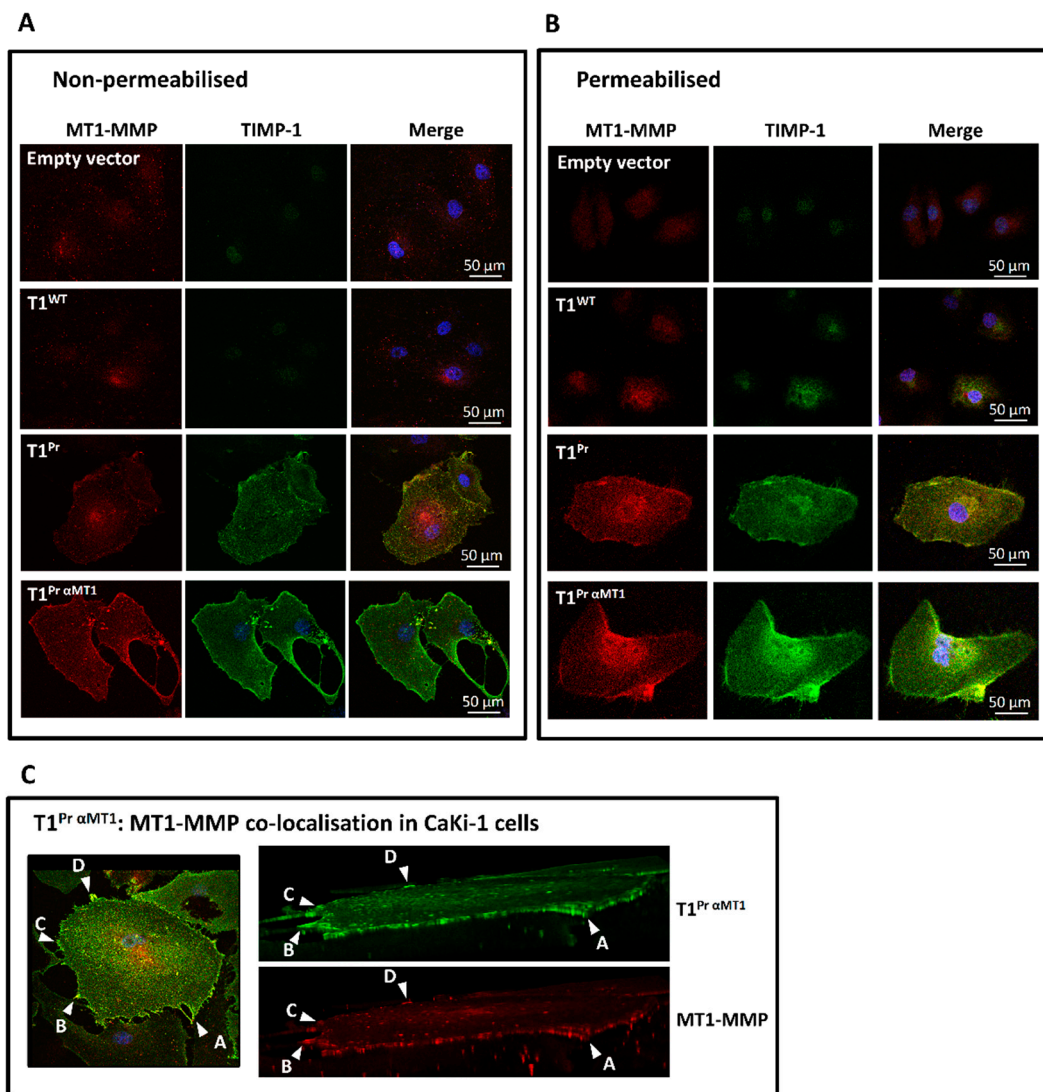 A
Non-permeabilised
MT1-MMP TIMP-1 Merge
Empty vector
50 µm
T1WT
50 µm
T1Pr
50 µm
T1Pr αMT1
50 µm
B
Permeabilised
MT1-MMP TIMP-1 Merge
Empty vector
50 µm
T1WT
50 µm
T1Pr
50 µm
T1Pr αMT1
50 µm
C
T1Pr αMT1: MT1-MMP co-localisation in CaKi-1 cells
D
C
B
A
D
C
B
A
T1Pr αMT1
D
C
B
A
MT1-MMP